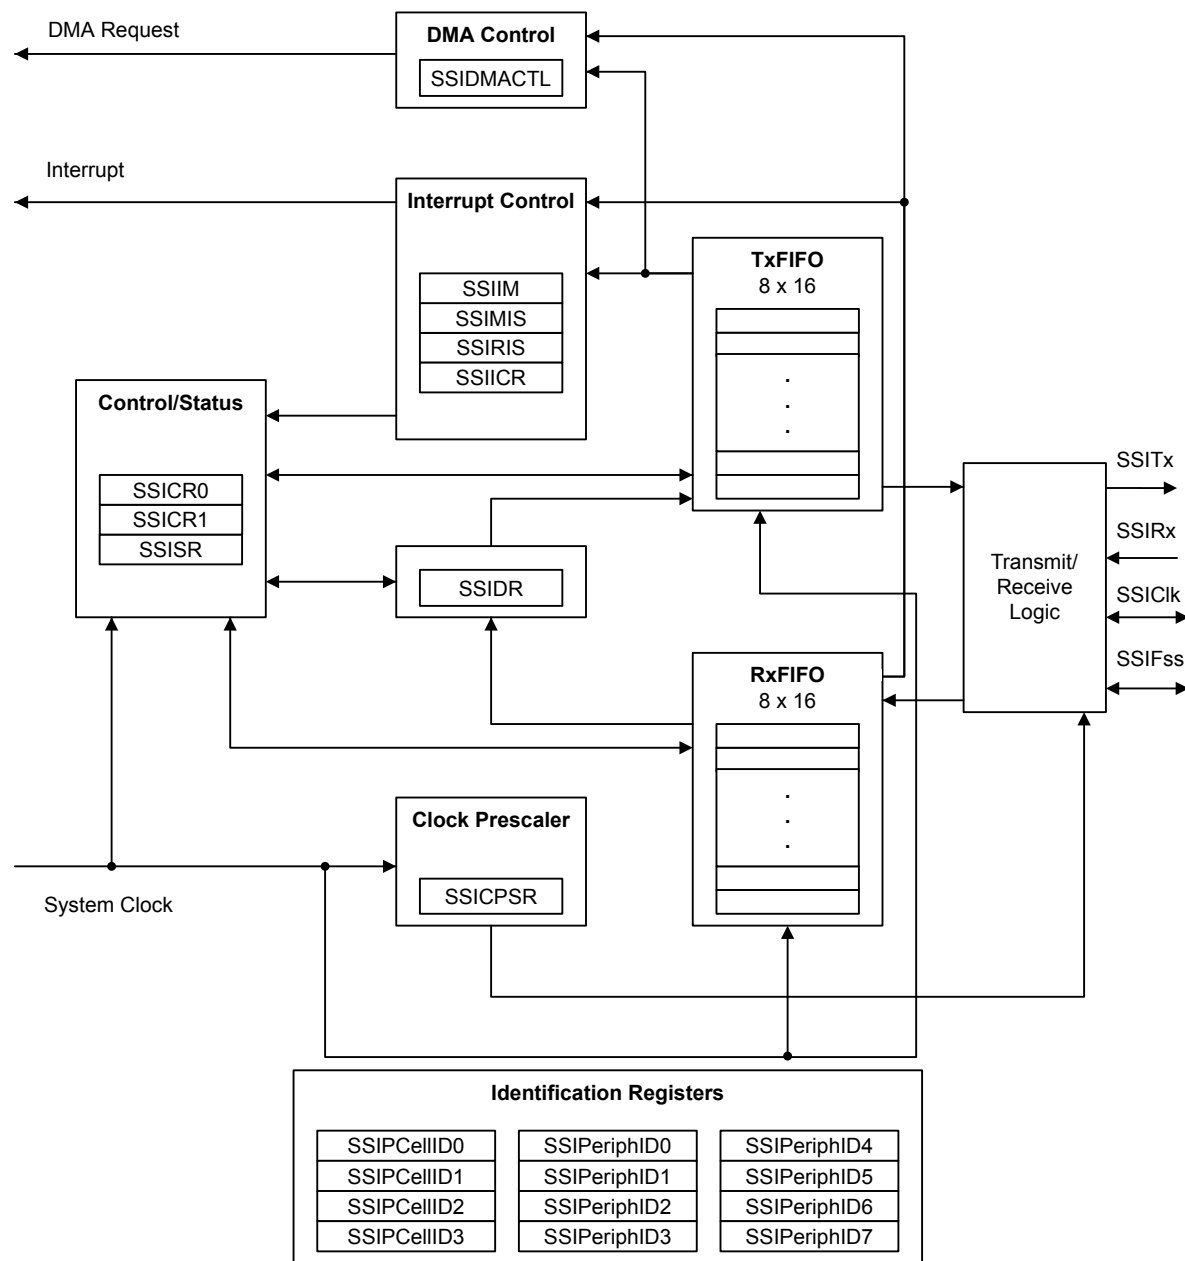 DMA Request
DMA Control
SSIDMACTL
Interrupt
Interrupt Control
SSIIM
SSIMIS
SSIRIS
SSIICR
TxFIFO
8 x 16
.
.
.
Control/Status
SSICR0
SSICR1
SSISR
SSIDR
Transmit/
Receive
Logic
SSITx
SSIRx
SSIClk
SSIFss
RxFIFO
8 x 16
.
.
.
Clock Prescaler
SSICPSR
System Clock
Identification Registers
SSIPCellID0
SSIPCellID1
SSIPCellID2
SSIPCellID3
SSIPeriphID0
SSIPeriphID1
SSIPeriphID2
SSIPeriphID3
SSIPeriphID4
SSIPeriphID5
SSIPeriphID6
SSIPeriphID7